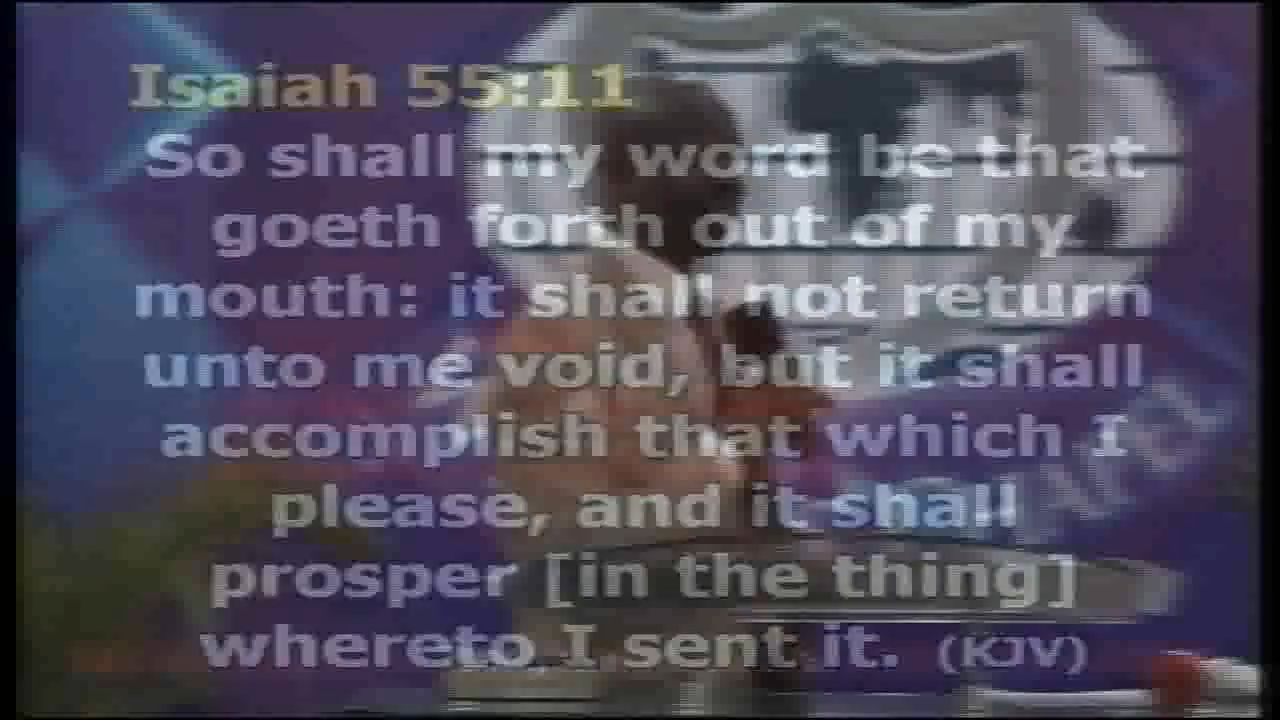 Isaiah 55:11
So shall my word be that
goeth forth out of my
mouth: it shall not return
unto me void, but it shall
accomplish that which I
please, and it shall
prosper [in the thing]
whereto I sent it. (KJV)